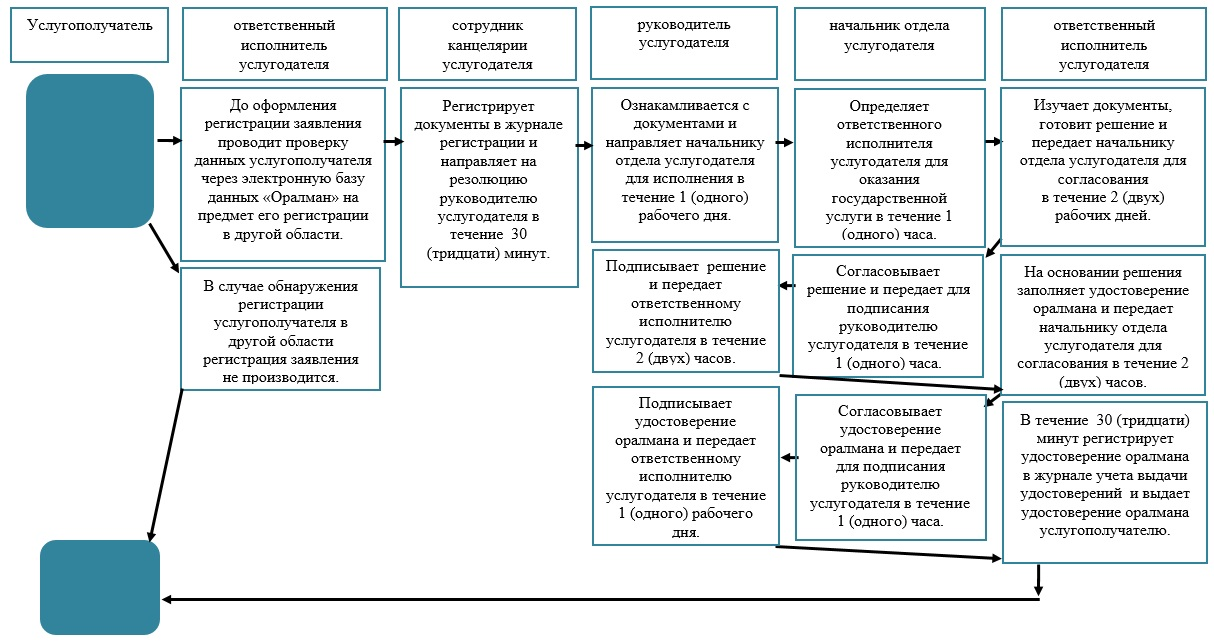 Услугополучатель
ответственный
исполнитель
услугодателя
сотрудник
канцелярии
услугодателя
руководитель
услугодателя
начальник отдела
услугодателя
ответственный
исполнитель
услугодателя
До оформления
регистрации заявления
проводит проверку
данных услугополучателя
через электронную базу
данных «Оралман» на
предмет его регистрации
в другой области.
Регистрирует
документы в журнале
регистрации и
направляет на
резолюцию
руководителю
услугодателя в
течение 30
(тридцати) минут.
Ознакамливается с
документами и
направляет начальнику
отдела услугодателя
для исполнения в
течение 1 (одного)
рабочего дня.
Определяет
ответственного
исполнителя
услугодателя для
оказания
государственной
услуги в течение 1
(одного) часа.
Изучает документы,
готовит решение и
передает начальнику
отдела услугодателя для
согласования
в течение 2 (двух)
рабочих дней.
В случае обнаружения
регистрации
услугополучателя в
другой области
регистрация заявления
не производится.
Подписывает решение
и передает
ответственному
исполнителю
услугодателя в течение
2 (двух) часов.
Согласовывает
решение и передает для
подписания
руководителю
услугодателя в течение
1 (одного) часа.
На основании решения
заполняет удостоверение
оралмана и передает
начальнику отдела
услугодателя для
согласования в течение 2
(двух) часов.
Подписывает
удостоверение
оралмана и передает
ответственному
исполнителю
услугодателя в течение
1 (одного) рабочего
дня.
Согласовывает
удостоверение
оралмана и передает
для подписания
руководителю
услугодателя в течение
1 (одного) часа.
В течение 30 (тридцати)
минут регистрирует
удостоверение оралмана
в журнале учета выдачи
удостоверений и выдает
удостоверение оралмана
услугополучателю.